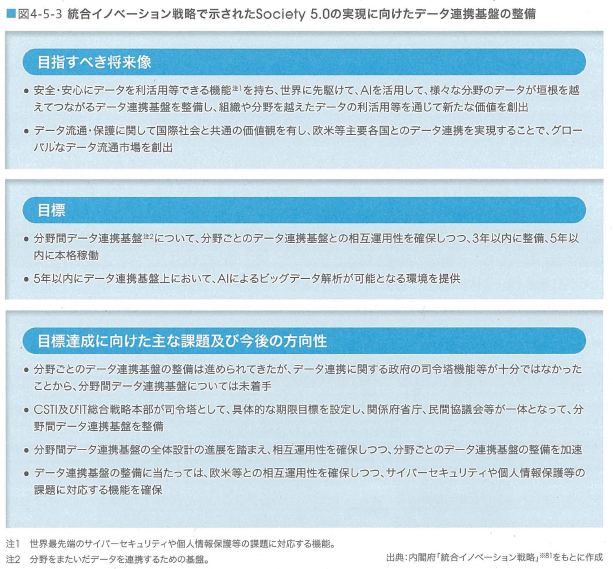 ■図4-5-3 統合イノベーション戦略で示されたSociety 5.0の実現に向けたデータ連携基盤の整備
目指すべき将来像
● 安全・安心にデータを利活用等できる機能注1を持ち、世界に先駆けて、AIを活用して、様々な分野のデータが垣根を越
えてつながるデータ連携基盤を整備し、組織や分野を越えたデータの利活用等を通じて新たな価値を創出
● データ流通・保護に関して国際社会と共通の価値観を有し、欧米等主要各国とのデータ連携を実現することで、グロー
バルなデータ流通市場を創出
目標
● 分野間データ連携基盤注2について、分野ごとのデータ連携基盤との相互運用性を確保しつつ、3年以内に整備、5年以
内に本格稼働
● 5年以内にデータ連携基盤上において、AIによるビッグデータ解析が可能となる環境を提供
目標達成に向けた主な課題及び今後の方向性
● 分野ごとのデータ連携基盤の整備は進められてきたが、データ連携に関する政府の司令塔機能等が十分ではなかった
ことから、分野間データ連携基盤については未着手
● CSTI及びIT総合戦略本部が司令塔として、具体的な期限目標を設定し、関係府省庁、民間協議会等が一体となって、分
野間データ連携基盤を整備
● 分野間データ連携基盤の全体設計の進展を踏まえ、相互運用性を確保しつつ、分野ごとのデータ連携基盤の整備を加速
● データ連携基盤の整備に当たっては、欧米等との相互運用性を確保しつつ、サイバーセキュリティや個人情報保護等の
課題に対応する機能を確保
注1 世界最先端のサイバーセキュリティや個人情報保護等の課題に対応する機能。
注2 分野をまたいだデータを連携するための基盤。
出典:内閣府「統合イノベーション戦略」※81をもとに作成